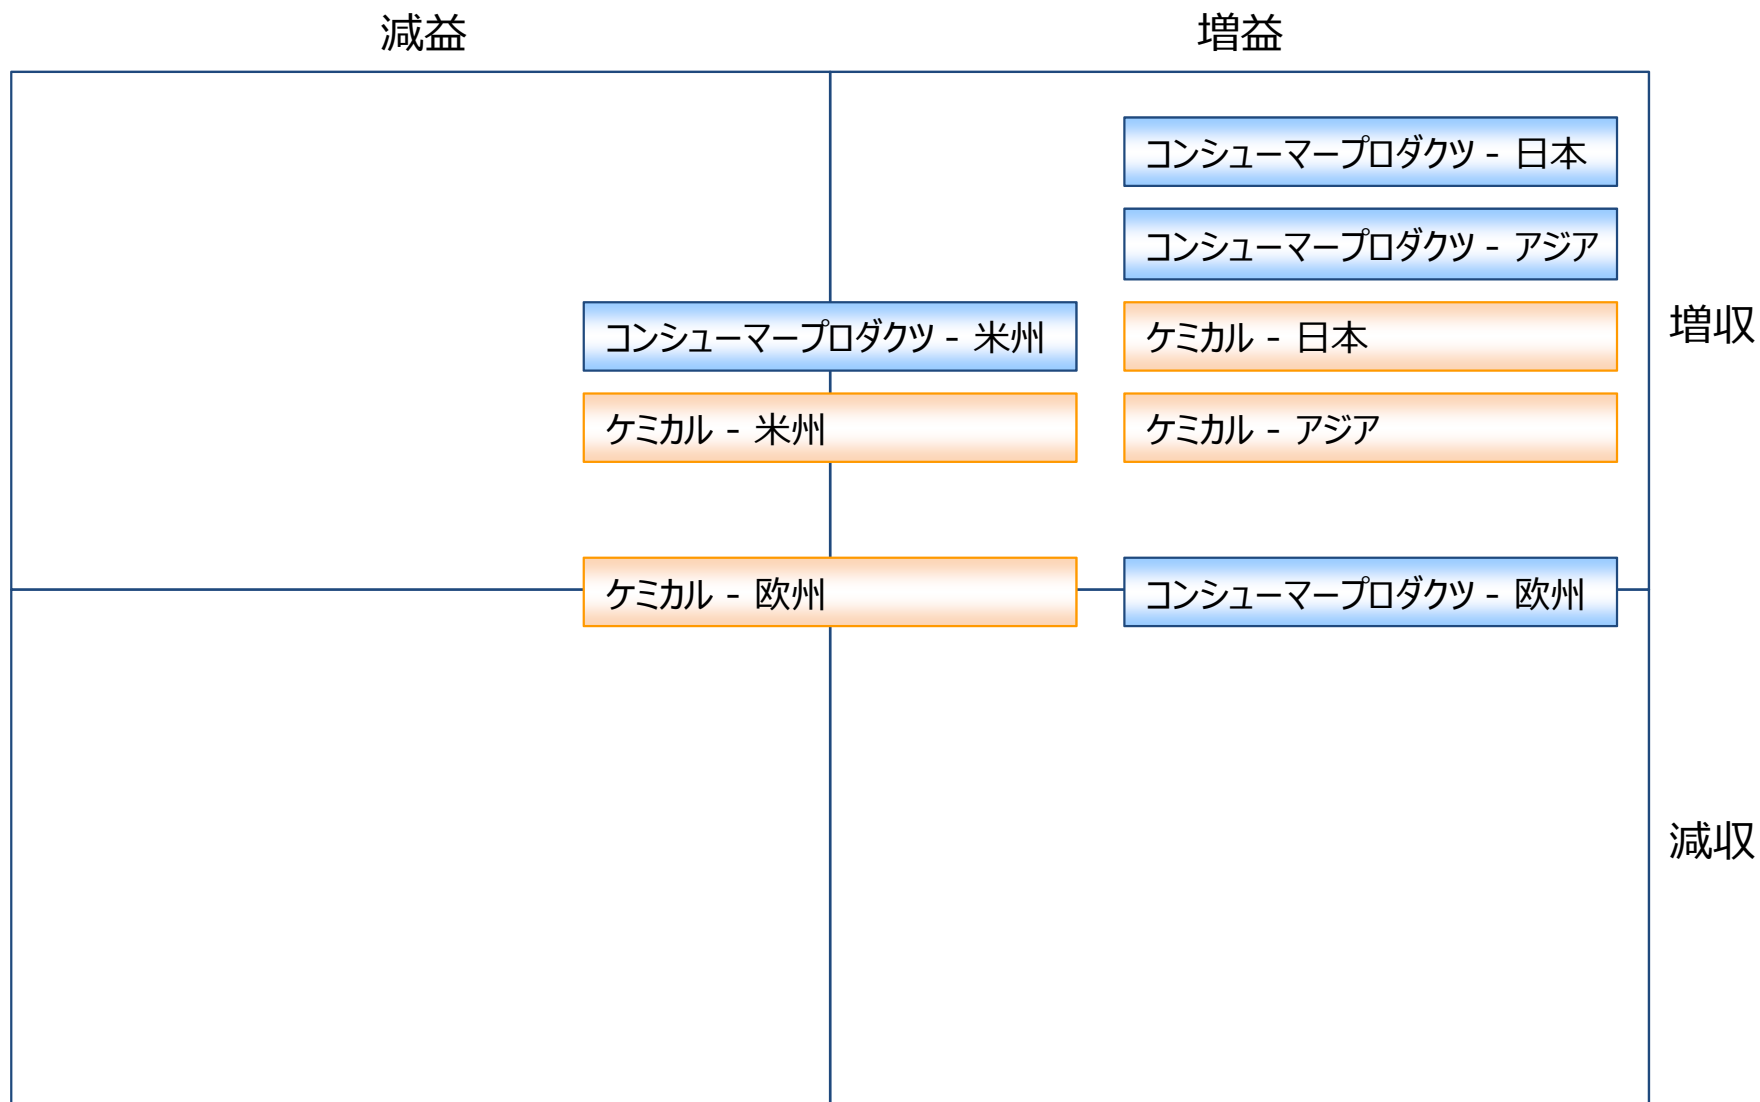 減益
増益
コンシューマープロダクツ - 日本
コンシューマープロダクツ - アジア
コンシューマープロダクツ - 米州
ケミカル - 日本
増収
ケミカル - 米州
ケミカル - アジア
ケミカル - 欧州
コンシューマープロダクツ - 欧州
減収